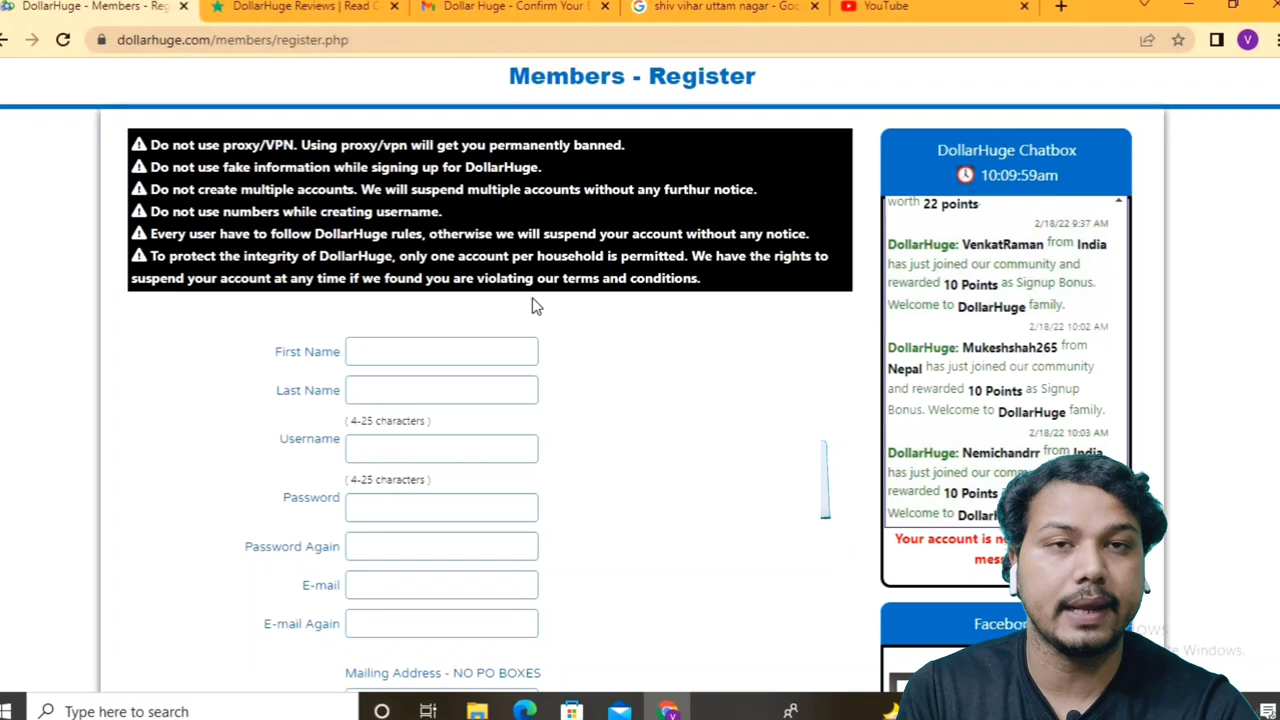 DollarHuge - Members - Reg
DollarHuge Reviews | Read C
Dollar Huge - Confirm Your
shiv vihar uttam nagar - Goo
YouTube
dollarhuge.com/members/register.php
V
Members - Register
Do not use proxy/VPN. Using proxy/vpn will get you permanently banned.
Do not use fake information while signing up for DollarHuge.
Do not create multiple accounts. We will suspend multiple accounts without any furthur notice.
Do not use numbers while creating username.
Every user have to follow DollarHuge rules, otherwise we will suspend your account without any notice.
To protect the integrity of DollarHuge, only one account per household is permitted. We have the rights to
suspend your account at any time if we found you are violating our terms and conditions.
First Name
Last Name
( 4-25 characters )
Username
( 4-25 characters )
Password
Password Again
E-mail
E-mail Again
Mailing Address - NO PO BOXES
DollarHuge Chatbox
10:09:59am
worth 22 points
2/18/22 9:37 AM
DollarHuge: VenkatRaman from India
has just joined our community and
rewarded 10 Points as Signup Bonus.
Welcome to DollarHuge family.
2/18/22 10:02 AM
DollarHuge: Mukeshshah265 from
Nepal has just joined our community
and rewarded 10 Points as Signup
Bonus. Welcome to DollarHuge family.
2/18/22 10:03 AM
DollarHuge: Nemichandrr from India
has just joined our
rewarded 10 Points
Welcome to Dollar
Your account is
Facebo
Type here to search